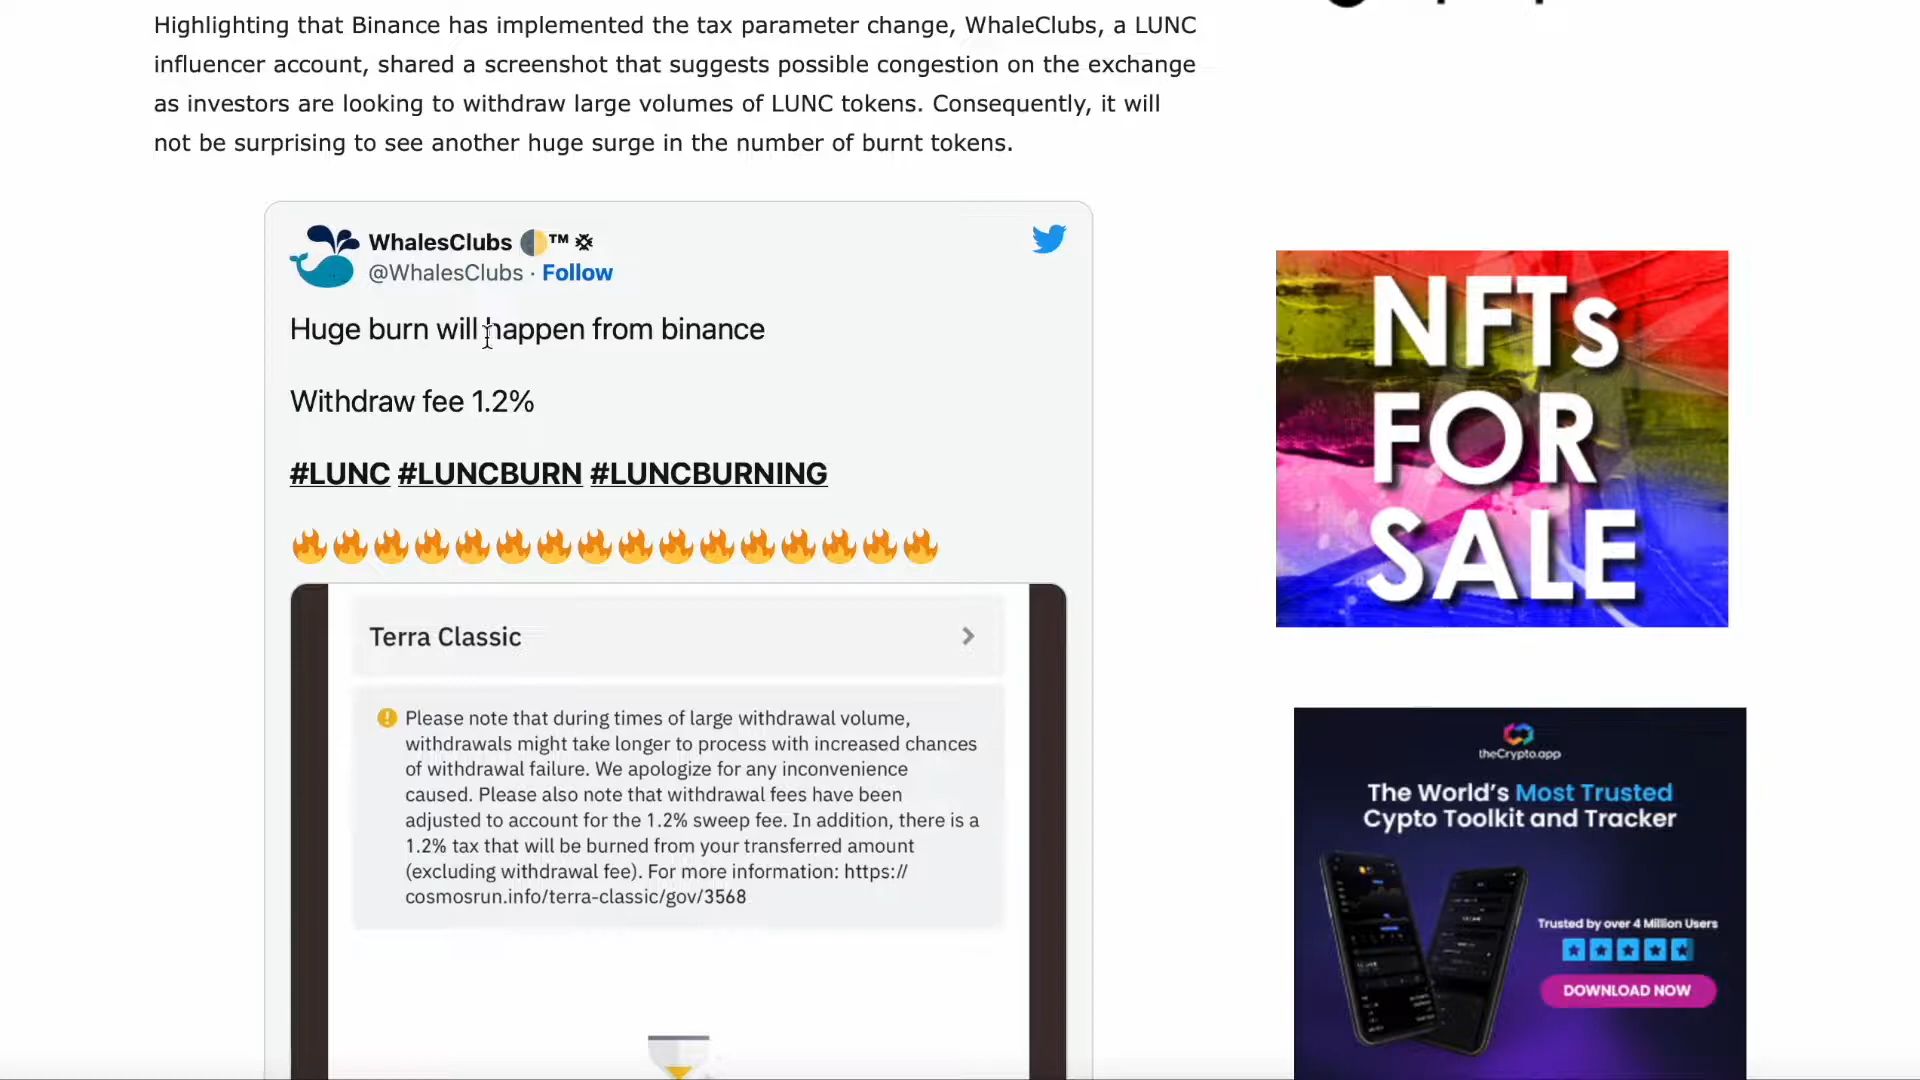 Highlighting that Binance has implemented the tax parameter change, WhaleClubs, a LUNC
influencer account, shared a screenshot that suggests possible congestion on the exchange
as investors are looking to withdraw large volumes of LUNC tokens. Consequently, it will
not be surprising to see another huge surge in the number of burnt tokens.
WhalesClubs 🌗™
@WhalesClubs · Follow
Huge burn will happen from binance
Withdraw fee 1.2%
#LUNC #LUNCBURN #LUNCBURNING
🔥🔥🔥🔥🔥🔥🔥🔥🔥🔥🔥🔥🔥🔥🔥🔥
Terra Classic
Please note that during times of large withdrawal volume,
withdrawals might take longer to process with increased chances
of withdrawal failure. We apologize for any inconvenience
caused. Please also note that withdrawal fees have been
adjusted to account for the 1.2% sweep fee. In addition, there is a
1.2% tax that will be burned from your transferred amount
(excluding withdrawal fee). For more information: https://
cosmosrun.info/terra-classic/gov/3568
NFTs
FOR
SALE
theCrypto.app
The World's Most Trusted
Cypto Toolkit and Tracker
Trusted by over 4 Million Users
DOWNLOAD NOW